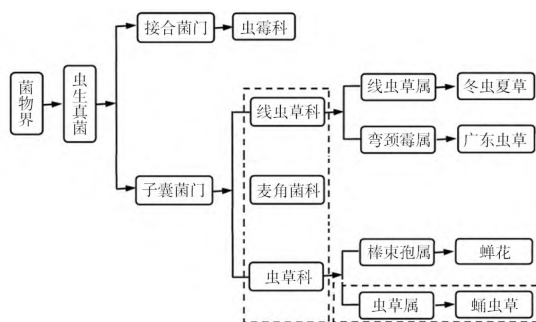 菌物界
虫生真菌
接合菌门
虫霉科
子囊菌门
线虫草科
线虫草属
冬虫夏草
弯颈霉属
广东虫草
麦角菌科
虫草科
棒束孢属
蝉花
虫草属
蛹虫草